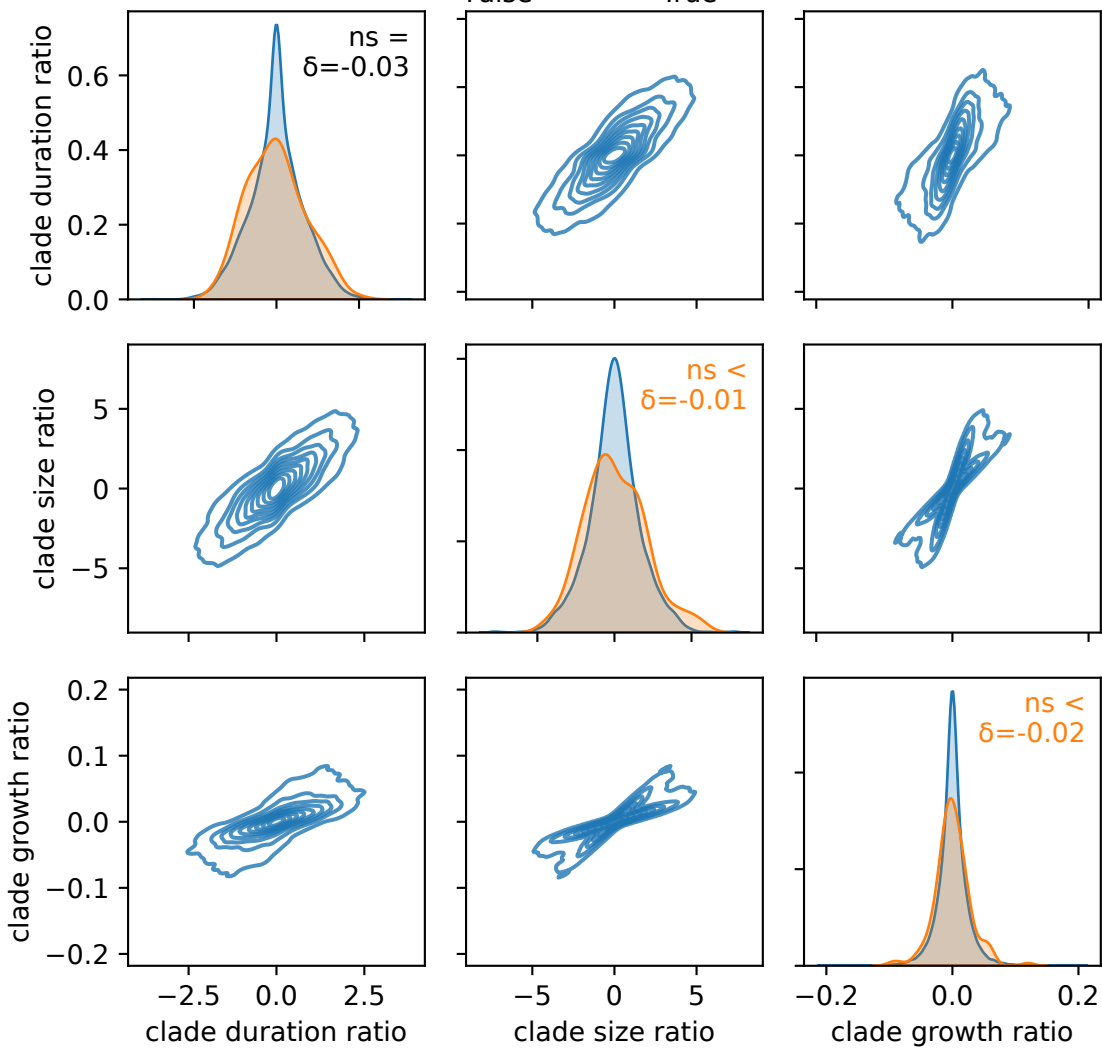 clade duration ratio
0.6
0.4
0.2
0.0
ns =
δ=-0.03
clade size ratio
5
0
−5
ns <
δ=-0.01
clade growth ratio
0.2
0.1
0.0
−0.1
−0.2
ns <
δ=-0.02
−2.5 0.0 2.5
−5 0 5
−0.2 0.0 0.2
clade duration ratio
clade size ratio
clade growth ratio